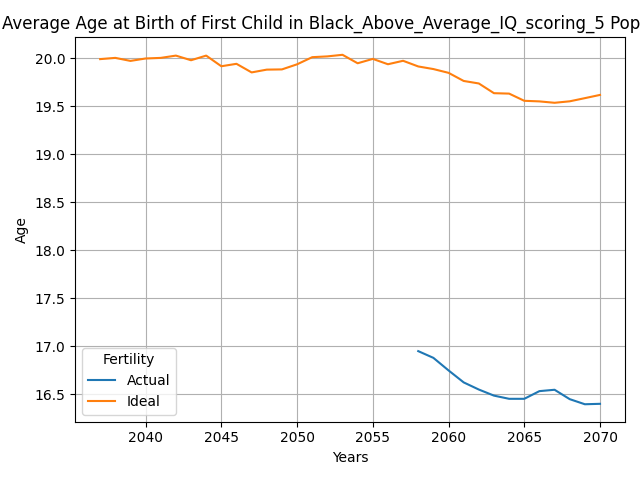 Average Age at Birth of First Child in Black_Above_Average_IQ_scoring_5 Pop
20.0
19.5
19.0
18.5
18.0
17.5
17.0
16.5
Age
Fertility
Actual
Ideal
2040 2045 2050 2055 2060 2065 2070
Years